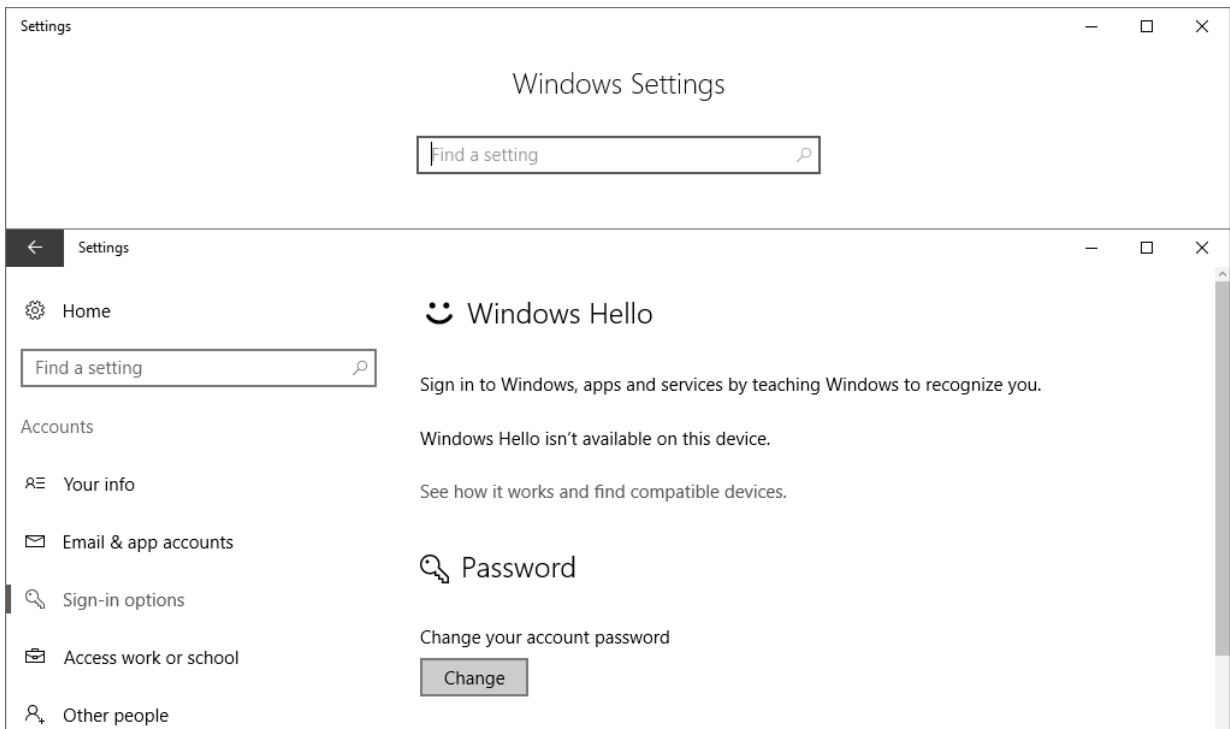 Settings
Windows Settings
Find a setting
Settings
Home
Find a setting
Accounts
Your info
Email & app accounts
Sign-in options
Access work or school
Other people
Windows Hello
Sign in to Windows, apps and services by teaching Windows to recognize you.
Windows Hello isn't available on this device.
See how it works and find compatible devices.
Password
Change your account password
Change